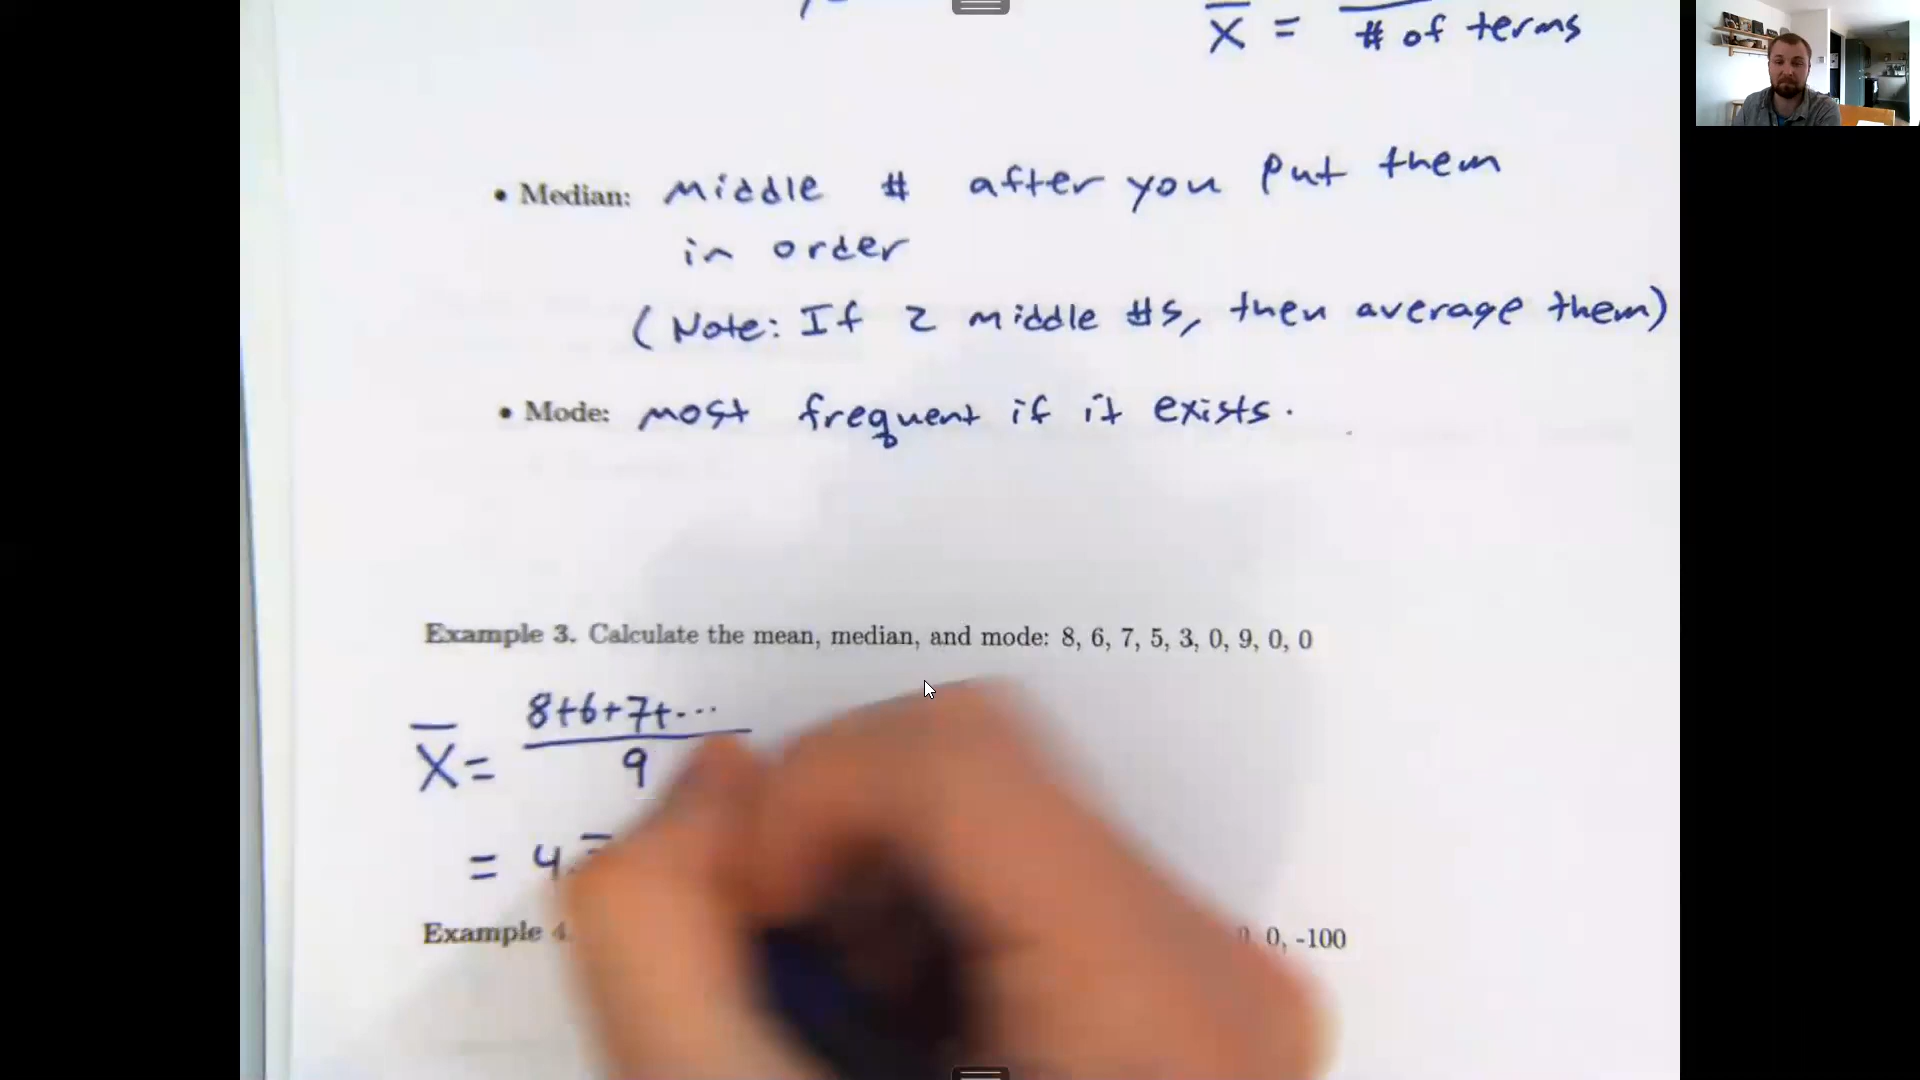 X̄ =
# of terms
• Median: middle # after you put them
in order
(Note: If 2 middle #s, then average them)
• Mode: most frequent if it exists.
Example 3. Calculate the mean, median, and mode: 8, 6, 7, 5, 3, 0, 9, 0, 0
X̄ = 8+6+7+...
9
= 4.
Example 4.
0, -100